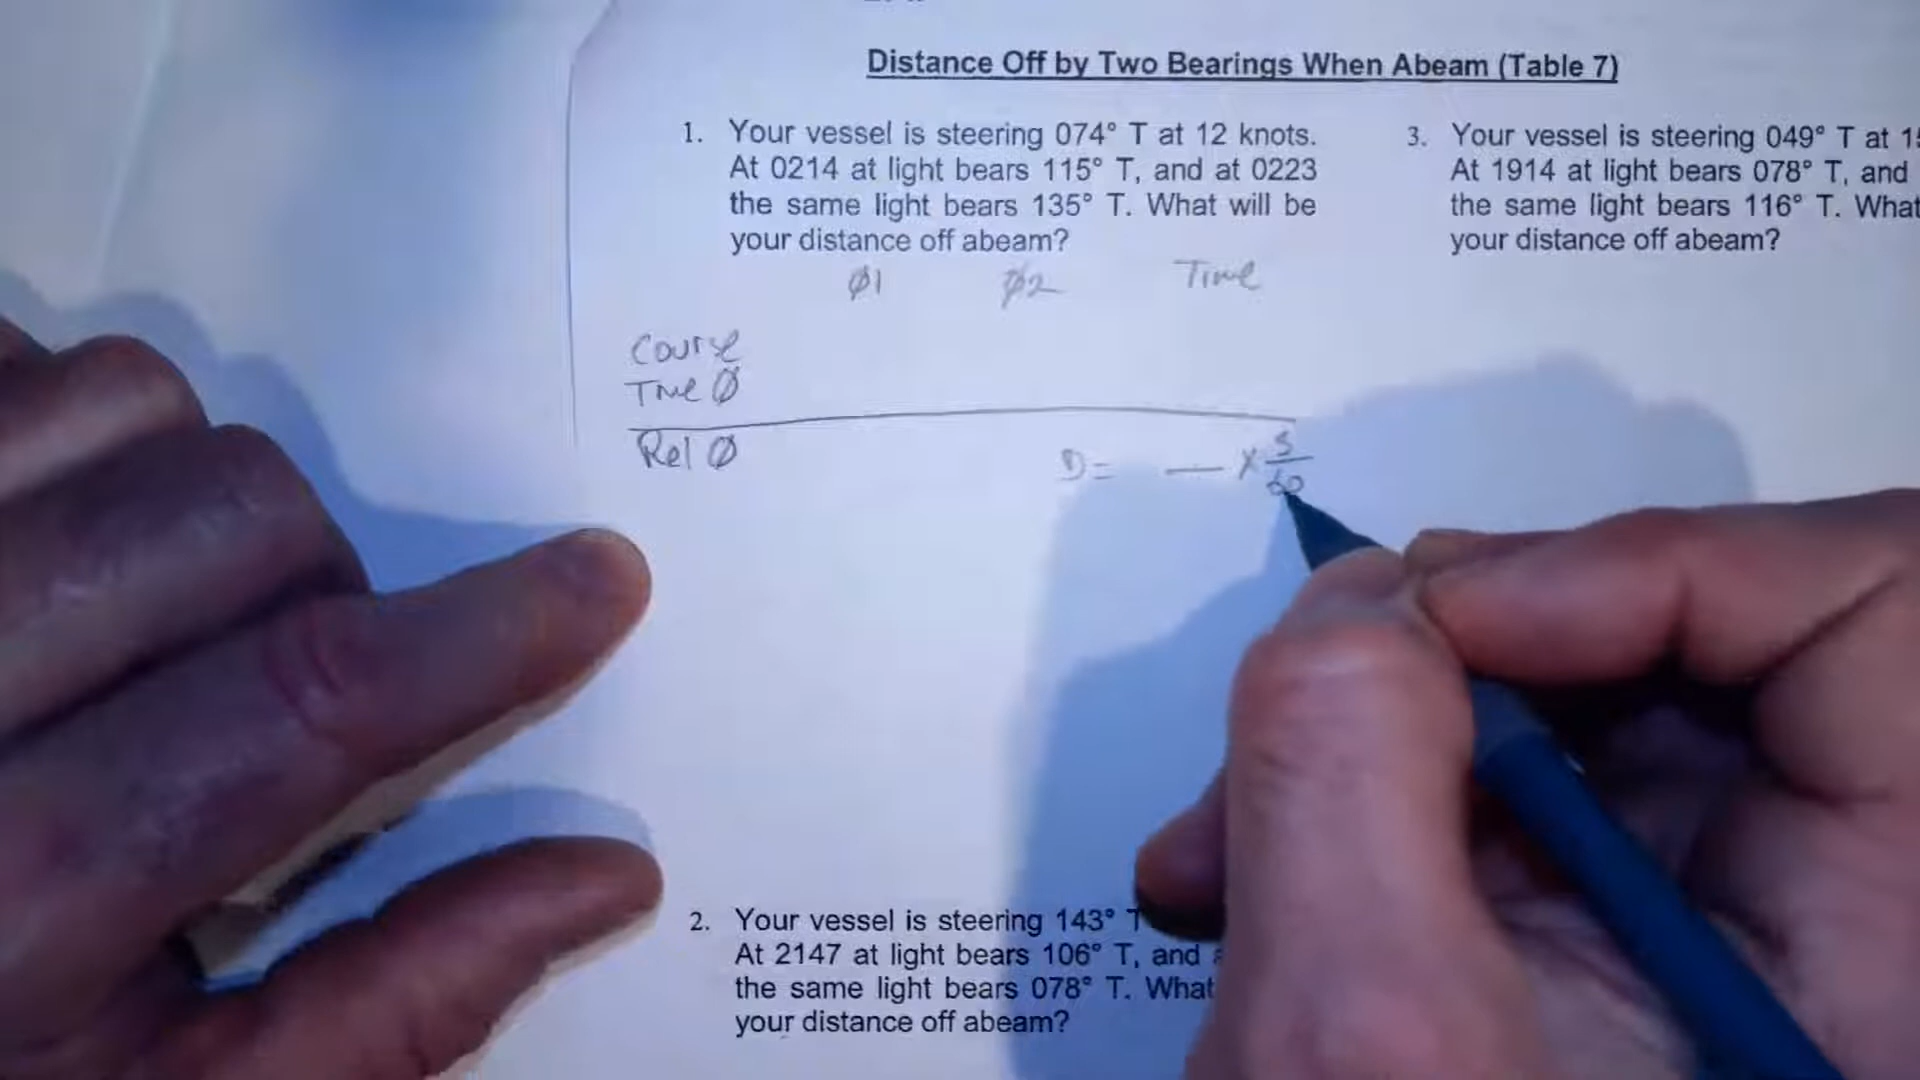 Distance Off by Two Bearings When Abeam (Table 7)
1. Your vessel is steering 074° T at 12 knots.
At 0214 at light bears 115° T, and at 0223
the same light bears 135° T. What will be
your distance off abeam?
Ø1 Ø2 Time
Course
True Ø
Rel Ø
D = — x S/60
2. Your vessel is steering 143° T
At 2147 at light bears 106° T, and
the same light bears 078° T. What
your distance off abeam?
3. Your vessel is steering 049° T at
At 1914 at light bears 078° T, and
the same light bears 116° T. What
your distance off abeam?